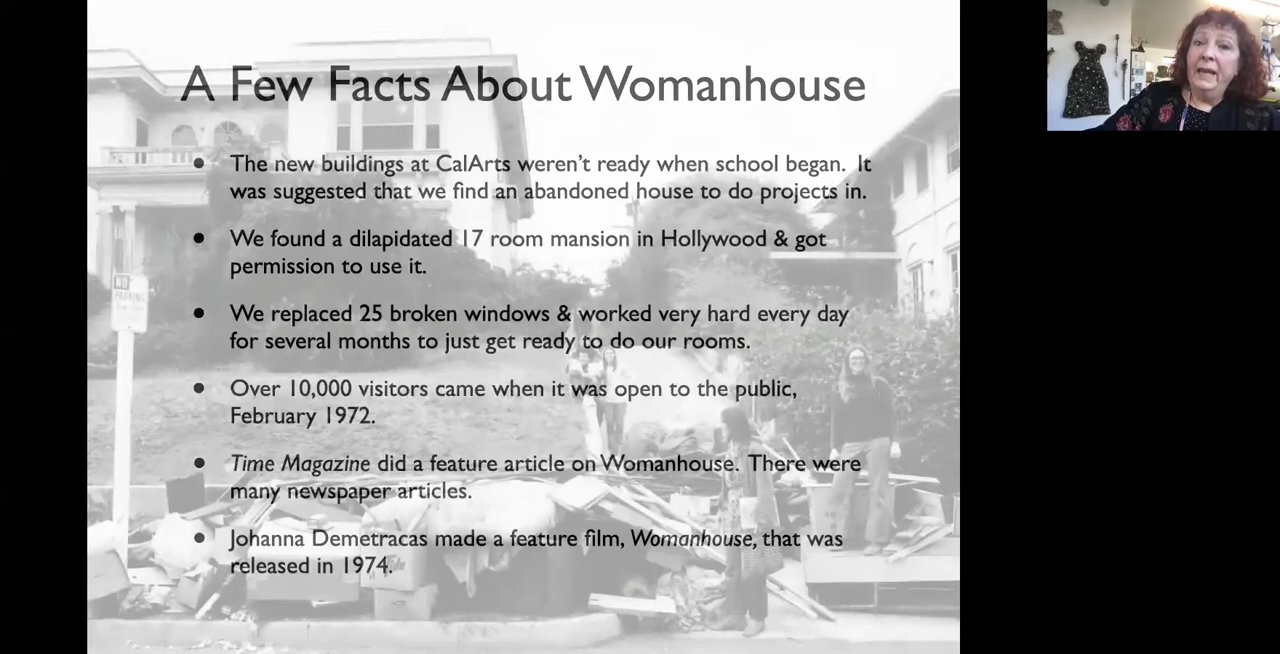 A Few Facts About Womanhouse
• The new buildings at CalArts weren't ready when school began. It
was suggested that we find an abandoned house to do projects in.
• We found a dilapidated 17 room mansion in Hollywood & got
permission to use it.
• We replaced 25 broken windows & worked very hard every day
for several months to just get ready to do our rooms.
• Over 10,000 visitors came when it was open to the public,
February 1972.
• Time Magazine did a feature article on Womanhouse. There were
many newspaper articles.
• Johanna Demetracas made a feature film, Womanhouse, that was
released in 1974.
NO
PARKING